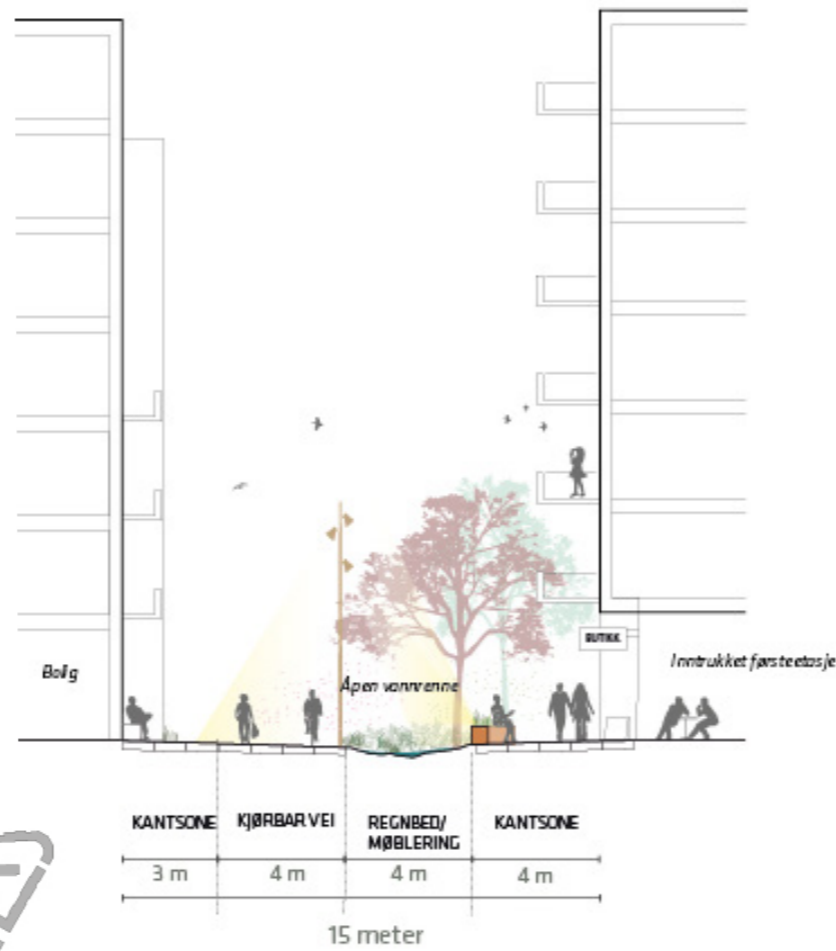 BUTIKK
Inntrukket førsteetasje
Bolig
Åpen vannrenne
KANTSONE
KJØRBAR VEI
REGNBED/
MØBLERING
KANTSONE
3 m
4 m
4 m
4 m
15 meter